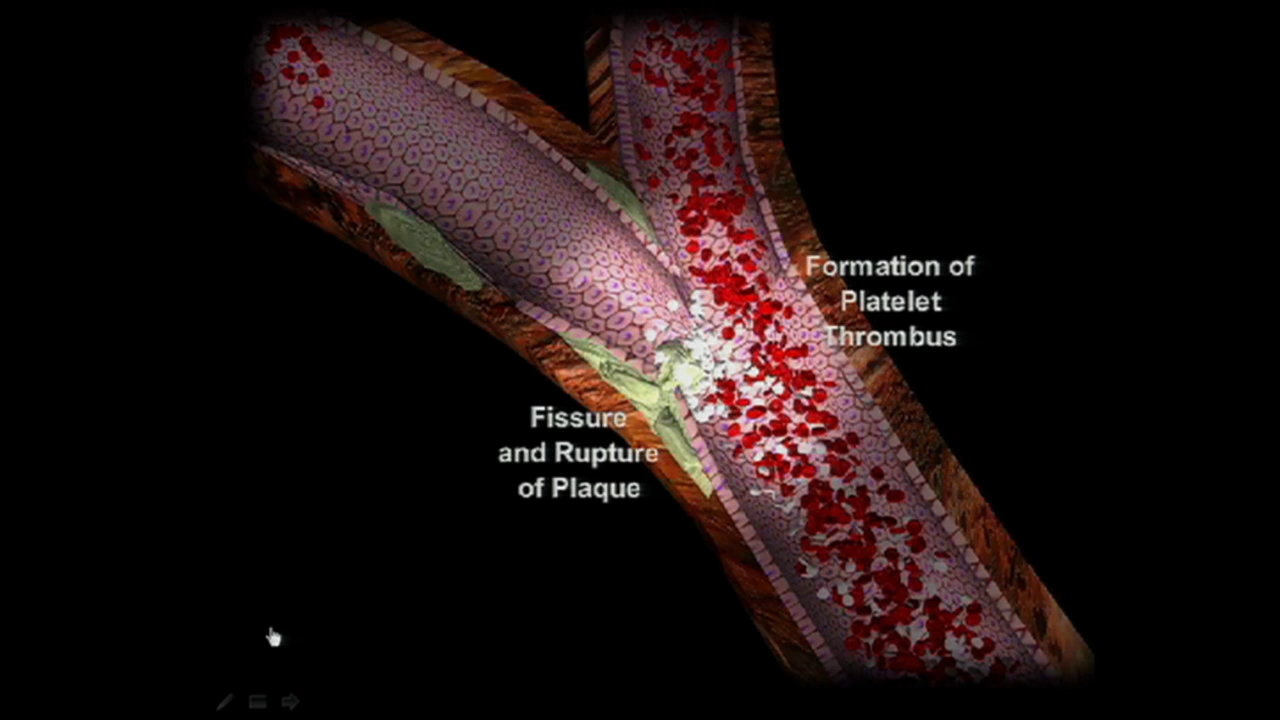 Formation of
Platelet
Thrombus
Fissure
and Rupture
of Plaque